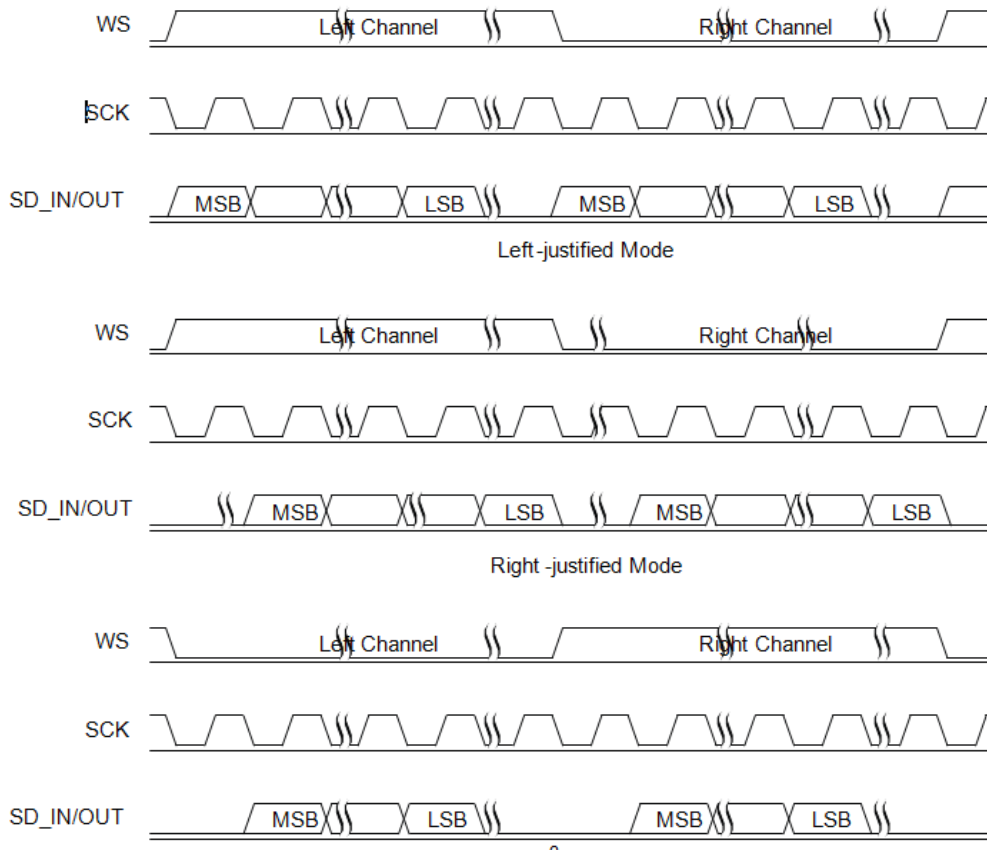 WS Left Channel Right Channel
SCK
SD_IN/OUT MSB LSB MSB LSB
Left-justified Mode
WS Left Channel Right Channel
SCK
SD_IN/OUT MSB LSB MSB LSB
Right -justified Mode
WS Left Channel Right Channel
SCK
SD_IN/OUT MSB LSB MSB LSB